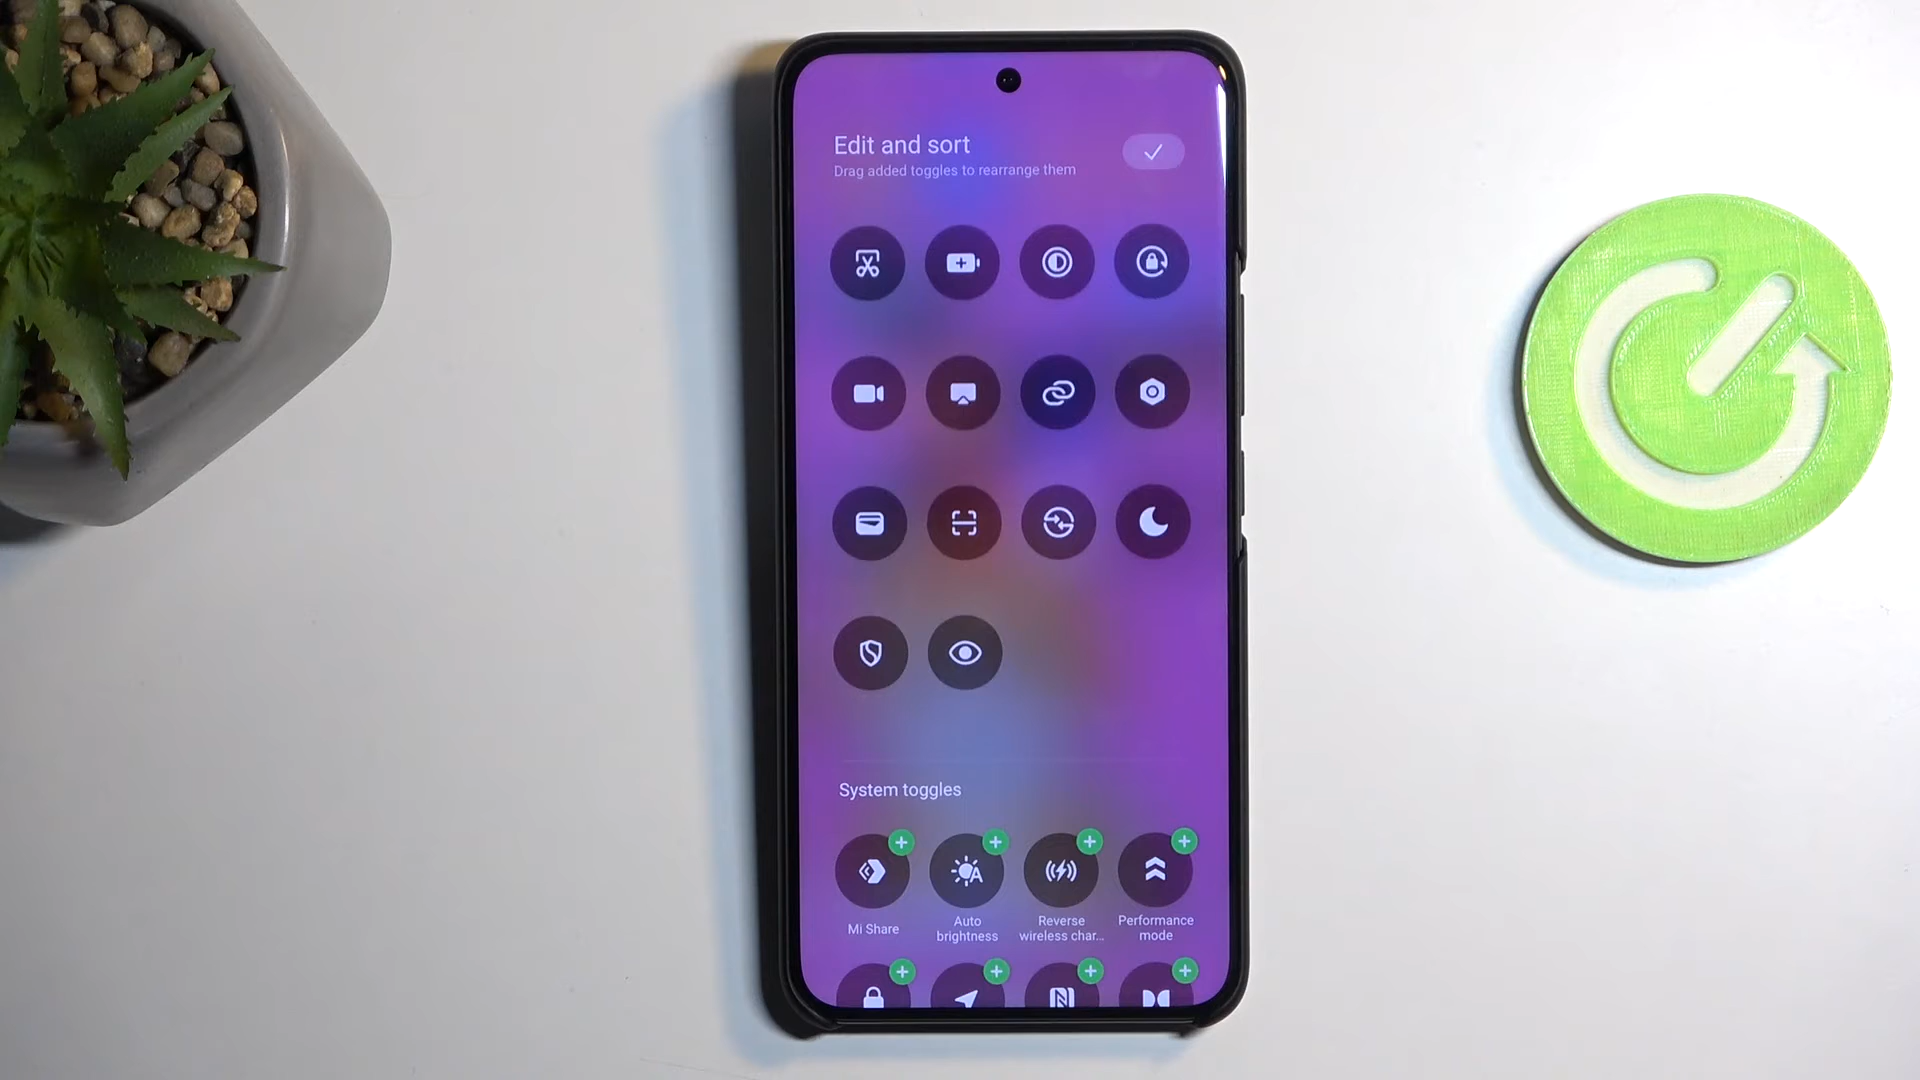 Edit and sort
Drag added toggles to rearrange them
System toggles
Mi Share
Auto
brightness
Reverse
wireless char...
Performance
mode